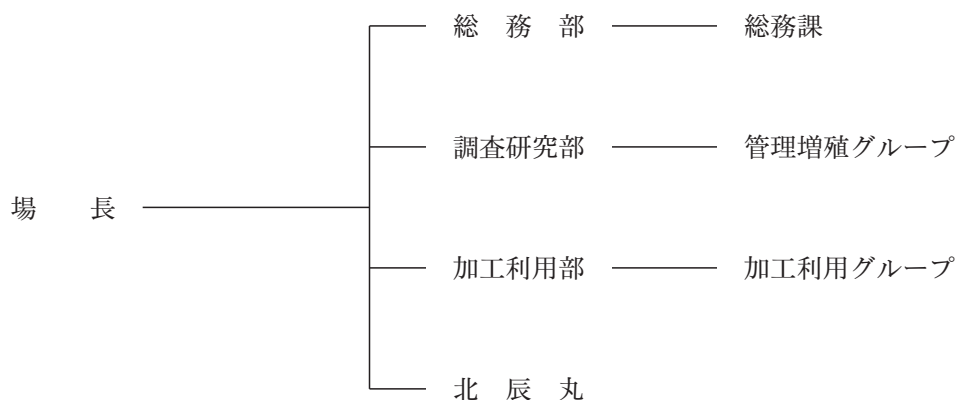 総務部 総務課
調査研究部 管理増殖グループ
場長
加工利用部 加工利用グループ
北辰丸